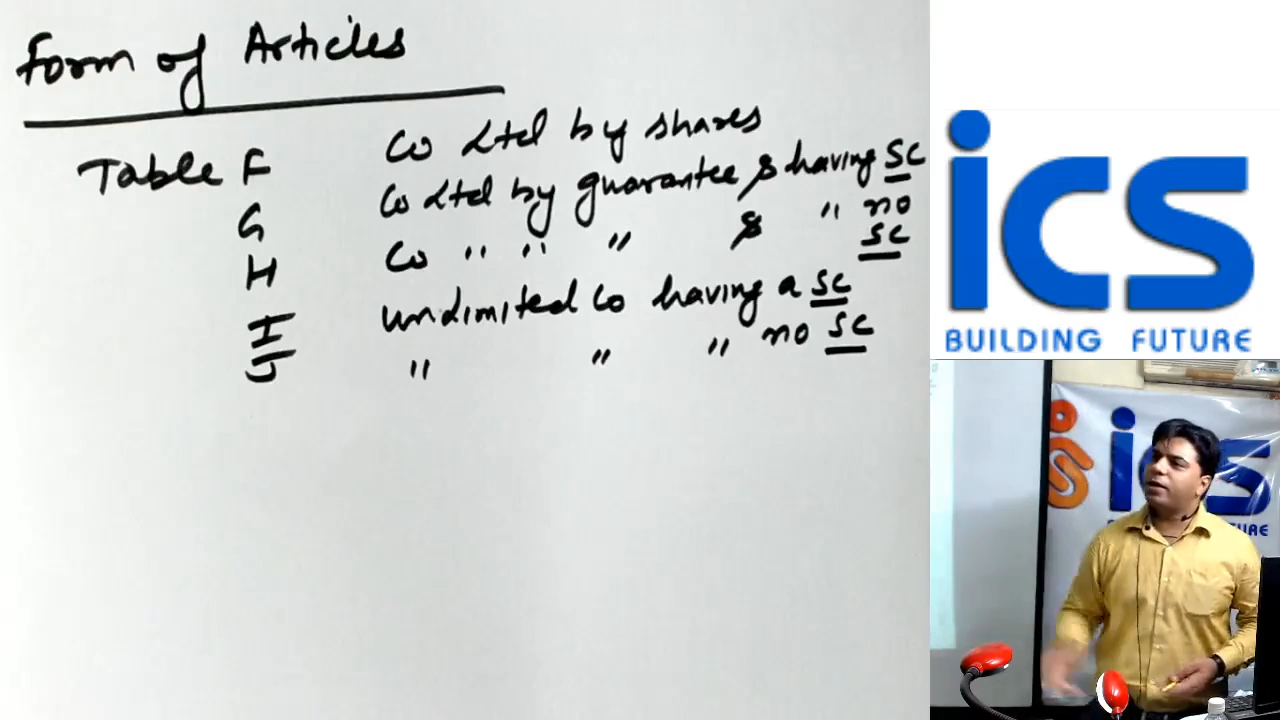 Form of Articles
Table F Co Ltd by shares
G Co Ltd by guarantee & having SC
H Co " " " & " no SC
I unlimited Co having a SC
J " " " no SC
ics
BUILDING FUTURE
ics